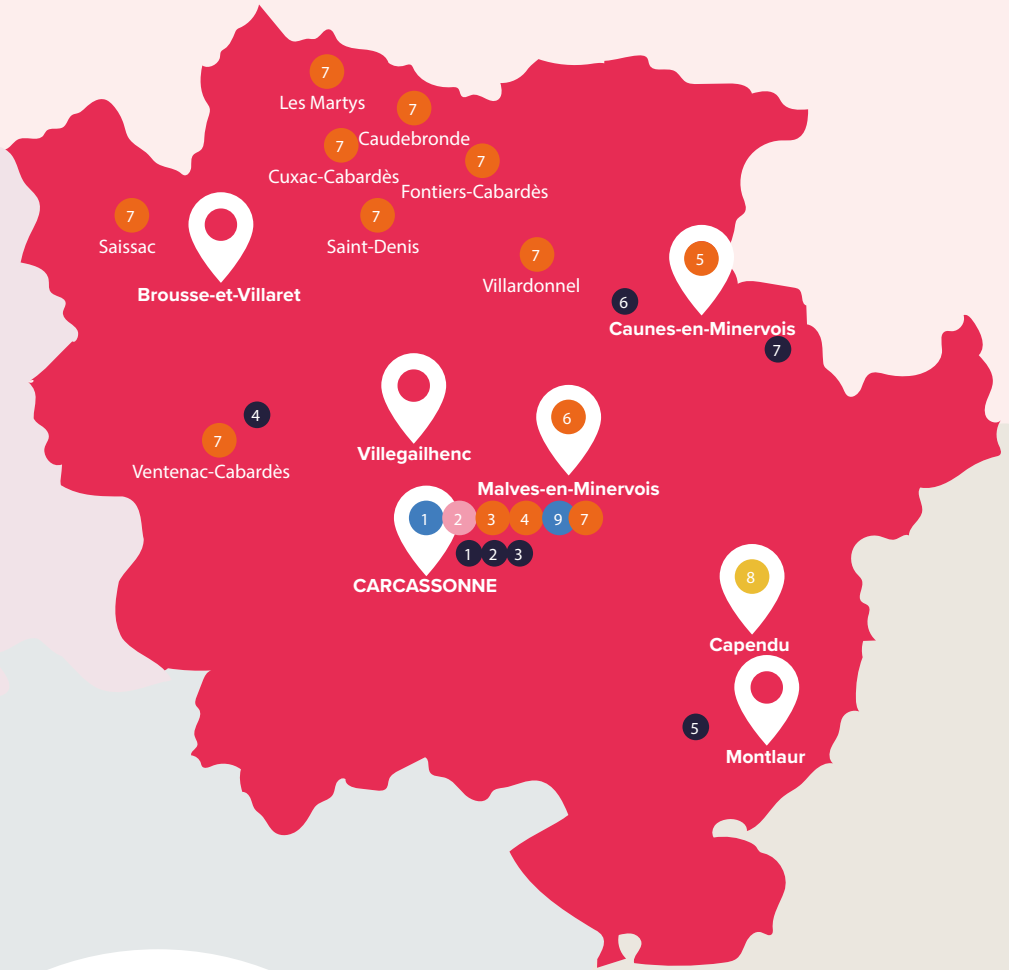 7
Les Martys
7
Caudebronde
7
Cuxac-Cabardès
7
Fontiers-Cabardès
7
Saissac
7
Saint-Denis
Brousse-et-Villaret
7
Villardonnel
5
6
Caunes-en-Minervois
7
4
7
Ventenac-Cabardès
Villegailhenc
6
Malves-en-Minervois
1 2 3 4 9 7
1 2 3
CARCASSONNE
8
Capendu
5
Montlaur